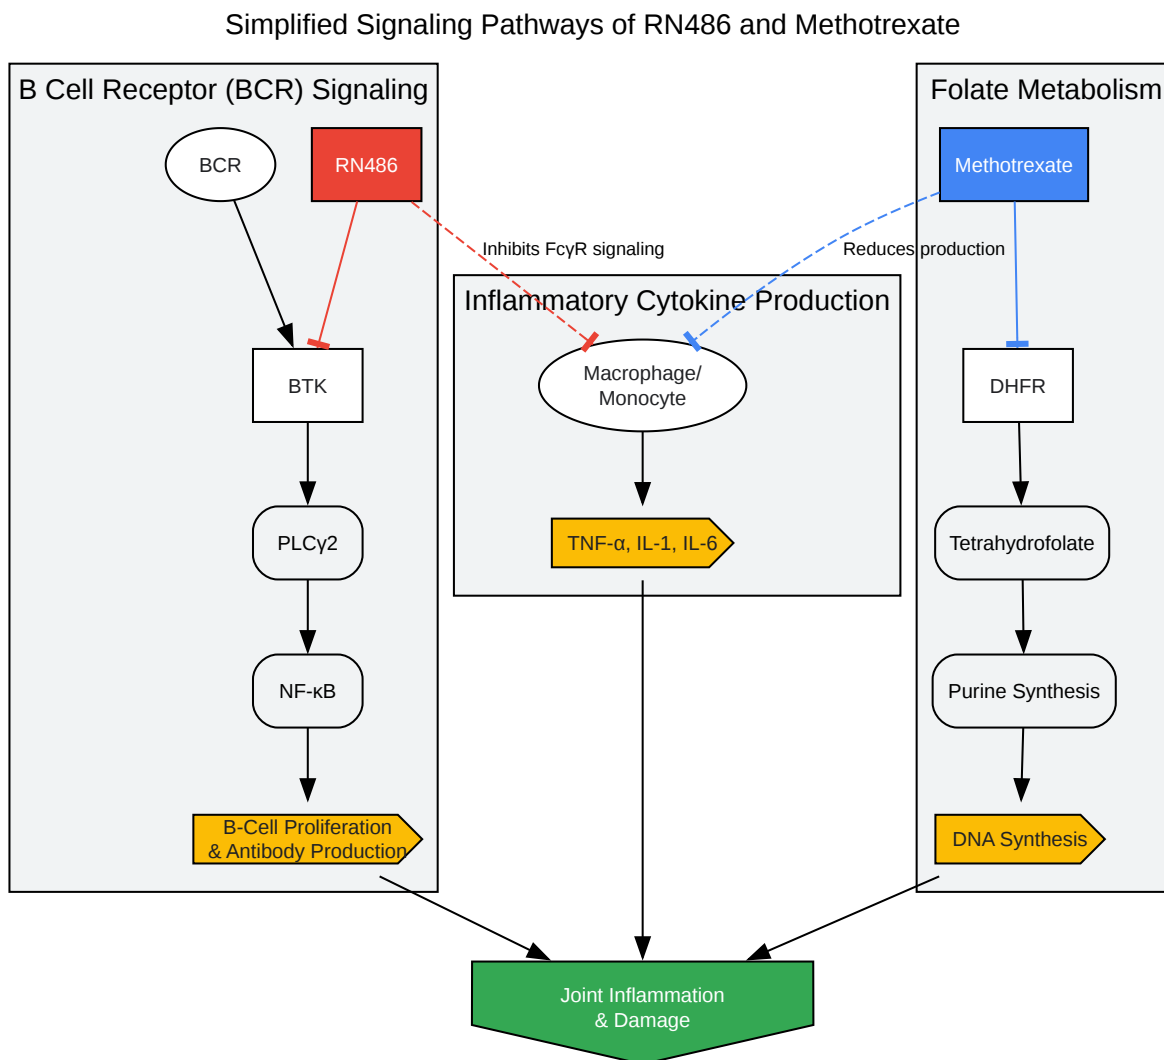 Simplified Signaling Pathways of RN486 and Methotrexate
B Cell Receptor (BCR) Signaling
BCR
RN486
BTK
PLCγ2
NF-κB
B-Cell Proliferation
& Antibody Production
Inhibits FcγR signaling
Reduces production
Inflammatory Cytokine Production
Macrophage/
Monocyte
TNF-α, IL-1, IL-6
Folate Metabolism
Methotrexate
DHFR
Tetrahydrofolate
Purine Synthesis
DNA Synthesis
Joint Inflammation
& Damage